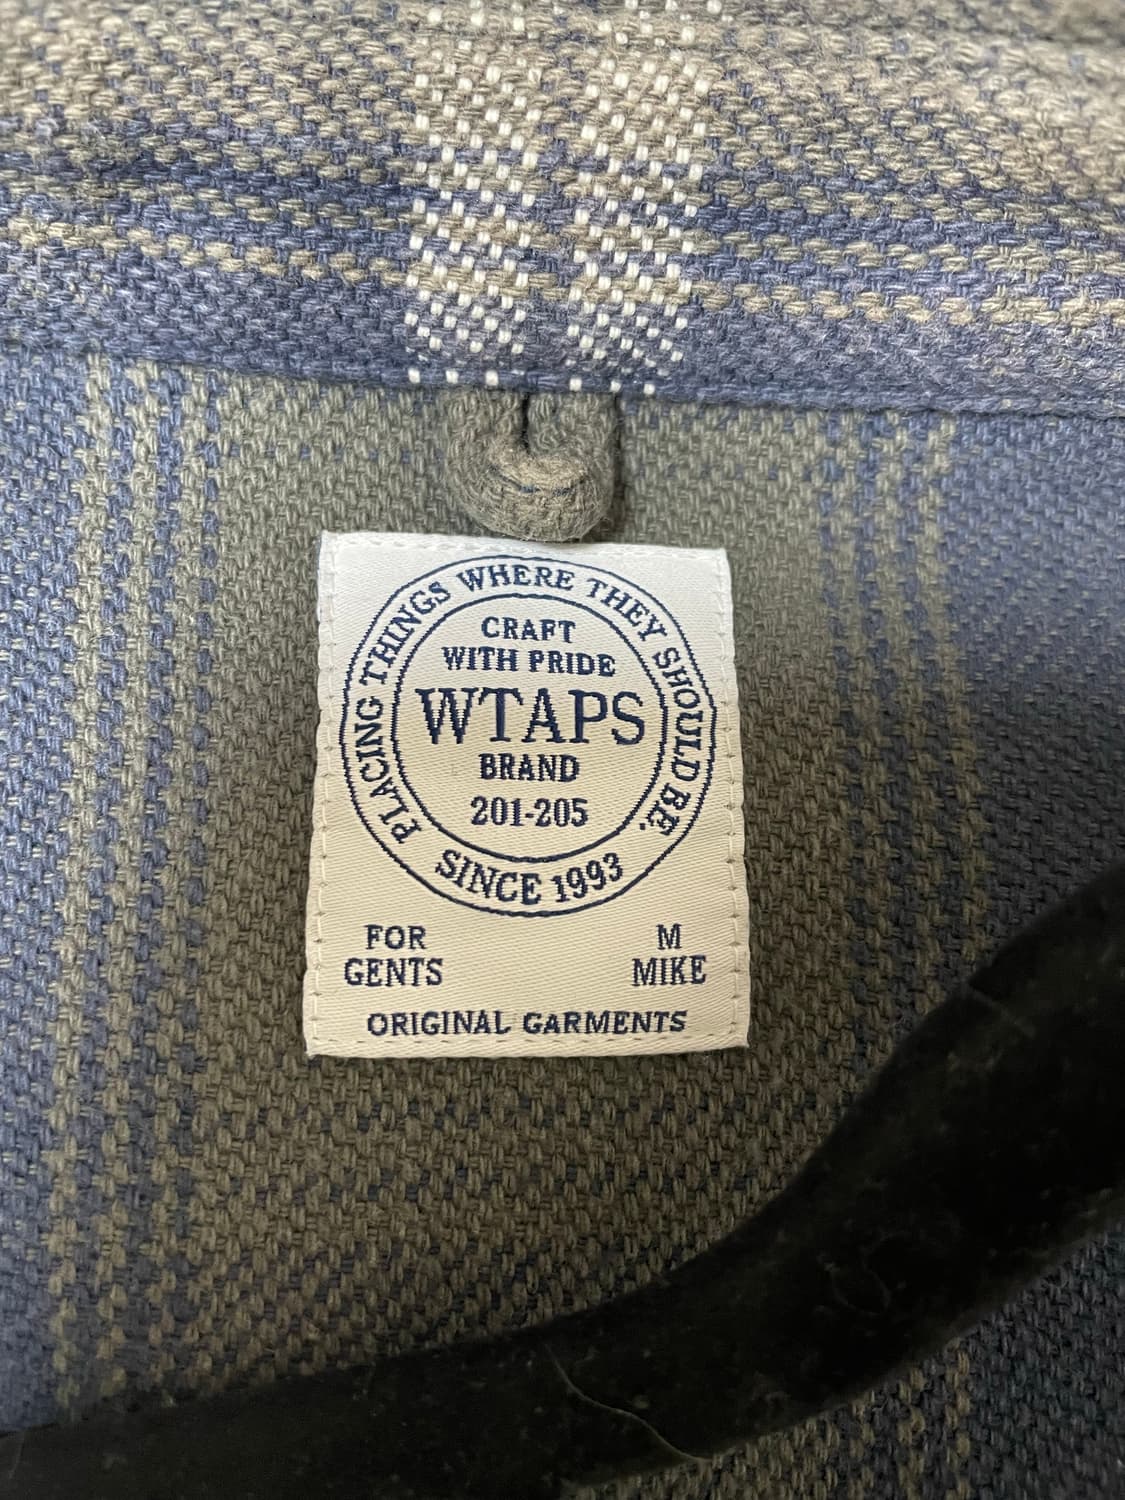 PLACING THINGS WHERE THEY SHOULD BE.
CRAFT
WITH PRIDE
WTAPS
BRAND
201-205
SINCE 1993
FOR
GENTS
M
MIKE
ORIGINAL GARMENTS